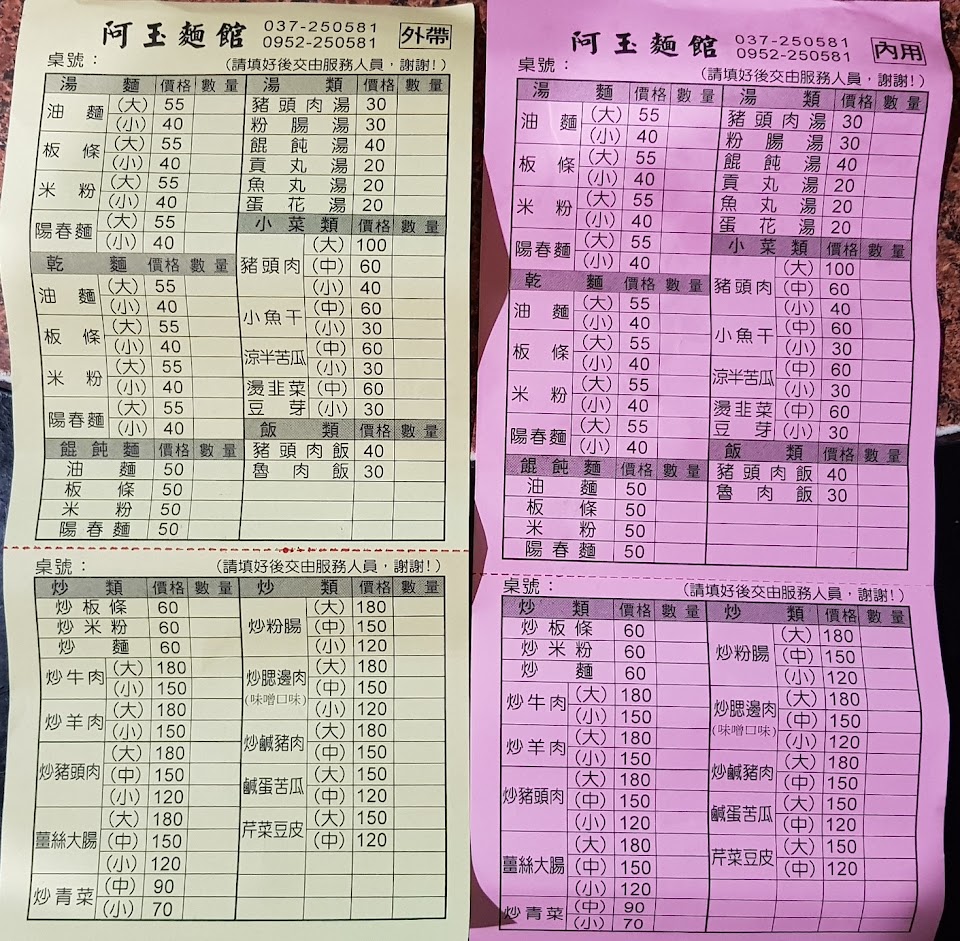 阿玉麵館 037-250581 0952-250581 外帶
桌號： (請填好後交由服務人員，謝謝!)
湯麵 價格 數量
油麵 (大) 55
(小) 40
板條 (大) 55
(小) 40
米粉 (大) 55
(小) 40
陽春麵 (大) 55
(小) 40
乾麵 價格 數量
油麵 (大) 55
(小) 40
板條 (大) 55
(小) 40
米粉 (大) 55
(小) 40
陽春麵 (大) 55
(小) 40
餛飩麵 價格 數量
油麵 50
板條 50
米粉 50
陽春麵 50
湯類 價格 數量
豬頭肉湯 30
粉腸湯 30
餛飩湯 40
貢丸湯 20
魚丸湯 20
蛋花湯 20
小菜類 價格 數量
豬頭肉 (大) 100
(中) 60
(小) 40
小魚干 (中) 60
(小) 30
涼半苦瓜 (中) 60
(小) 30
燙韭菜 (中) 60
豆芽 (小) 30
飯類 價格 數量
豬頭肉飯 40
魯肉飯 30
桌號： (請填好後交由服務人員，謝謝!)
炒類 價格 數量
炒板條 60
炒米粉 60
炒麵 60
炒牛肉 (大) 180
(小) 150
炒羊肉 (大) 180
(小) 150
炒豬頭肉 (大) 180
(中) 150
(小) 120
薑絲大腸 (大) 180
(中) 150
(小) 120
炒青菜 (中) 90
(小) 70
炒類 價格 數量
炒粉腸 (大) 180
(中) 150
(小) 120
炒腮邊肉 (味噌口味) (大) 180
(中) 150
(小) 120
炒鹹豬肉 (大) 180
(中) 150
鹹蛋苦瓜 (大) 150
(中) 120
芹菜豆皮 (大) 150
(中) 120
阿玉麵館 037-250581 0952-250581 內用
桌號： (請填好後交由服務人員，謝謝!)
湯麵 價格 數量
油麵 (大) 55
(小) 40
板條 (大) 55
(小) 40
米粉 (大) 55
(小) 40
陽春麵 (大) 55
(小) 40
乾麵 價格 數量
油麵 (大) 55
(小) 40
板條 (大) 55
(小) 40
米粉 (大) 55
(小) 40
陽春麵 (大) 55
(小) 40
餛飩麵 價格 數量
油麵 50
板條 50
米粉 50
陽春麵 50
湯類 價格 數量
豬頭肉湯 30
粉腸湯 30
餛飩湯 40
貢丸湯 20
魚丸湯 20
蛋花湯 20
小菜類 價格 數量
豬頭肉 (大) 100
(中) 60
(小) 40
小魚干 (中) 60
(小) 30
涼半苦瓜 (中) 60
(小) 30
燙韭菜 (中) 60
豆芽 (小) 30
飯類 價格 數量
豬頭肉飯 40
魯肉飯 30
桌號： (請填好後交由服務人員，謝謝!)
炒類 價格 數量
炒板條 60
炒米粉 60
炒麵 60
炒牛肉 (大) 180
(小) 150
炒羊肉 (大) 180
(小) 150
炒豬頭肉 (大) 180
(中) 150
(小) 120
薑絲大腸 (大) 180
(中) 150
(小) 120
炒青菜 (中) 90
(小) 70
炒類 價格 數量
炒粉腸 (大) 180
(中) 150
(小) 120
炒腮邊肉 (味噌口味) (大) 180
(中) 150
(小) 120
炒鹹豬肉 (大) 180
(中) 150
鹹蛋苦瓜 (大) 150
(中) 120
芹菜豆皮 (大) 150
(中) 120